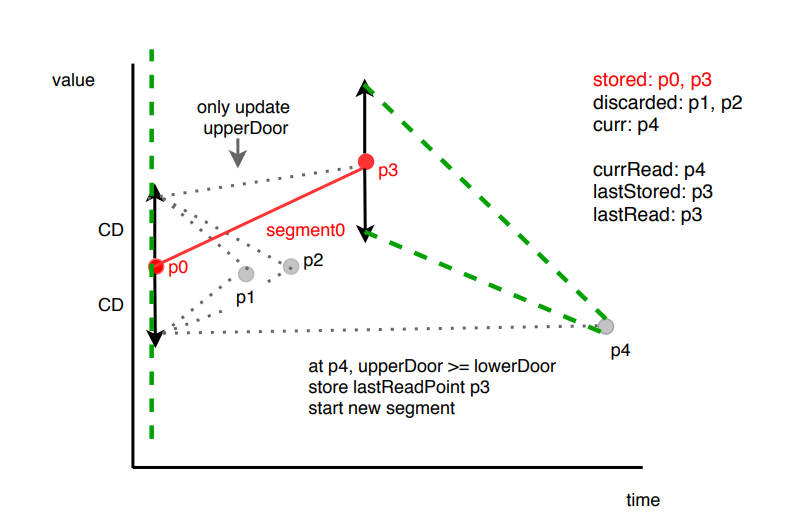 value
only update
upperDoor
stored: p0, p3
discarded: p1, p2
curr: p4
currRead: p4
lastStored: p3
lastRead: p3
p3
CD
segment0
p0
p2
p1
CD
p4
at p4, upperDoor >= lowerDoor
store lastReadPoint p3
start new segment
time